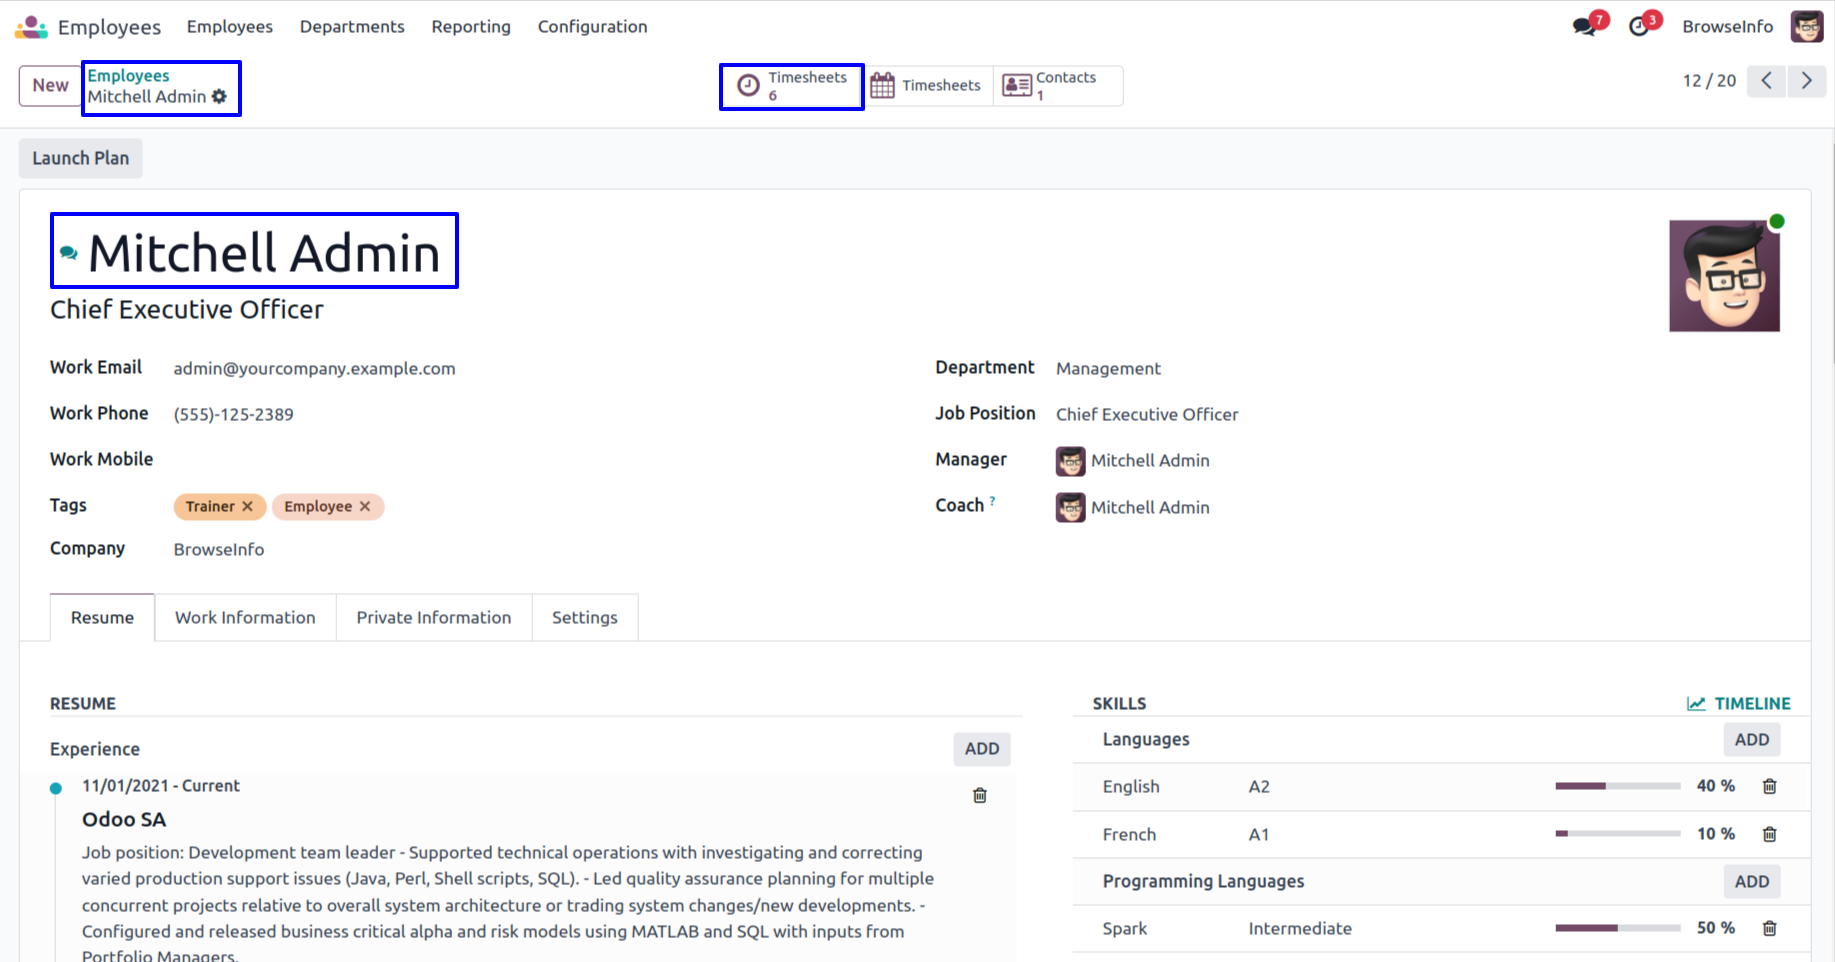 Employees Employees Departments Reporting Configuration 7 3 BrowseInfo
New Employees Timesheets Timesheets Contacts 12 / 20
Mitchell Admin 6 1
Launch Plan
Mitchell Admin
Chief Executive Officer
Work Email admin@yourcompany.example.com Department Management
Work Phone (555)-125-2389 Job Position Chief Executive Officer
Work Mobile Manager Mitchell Admin
Tags Trainer ✕ Employee ✕ Coach ? Mitchell Admin
Company BrowseInfo
Resume Work Information Private Information Settings
RESUME
Experience ADD
11/01/2021 - Current
Odoo SA
Job position: Development team leader - Supported technical operations with investigating and correcting
varied production support issues (Java, Perl, Shell scripts, SQL). - Led quality assurance planning for multiple
concurrent projects relative to overall system architecture or trading system changes/new developments. -
Configured and released business critical alpha and risk models using MATLAB and SQL with inputs from
Portfolio Managers.
SKILLS TIMELINE
Languages ADD
English A2 40 %
French A1 10 %
Programming Languages ADD
Spark Intermediate 50 %